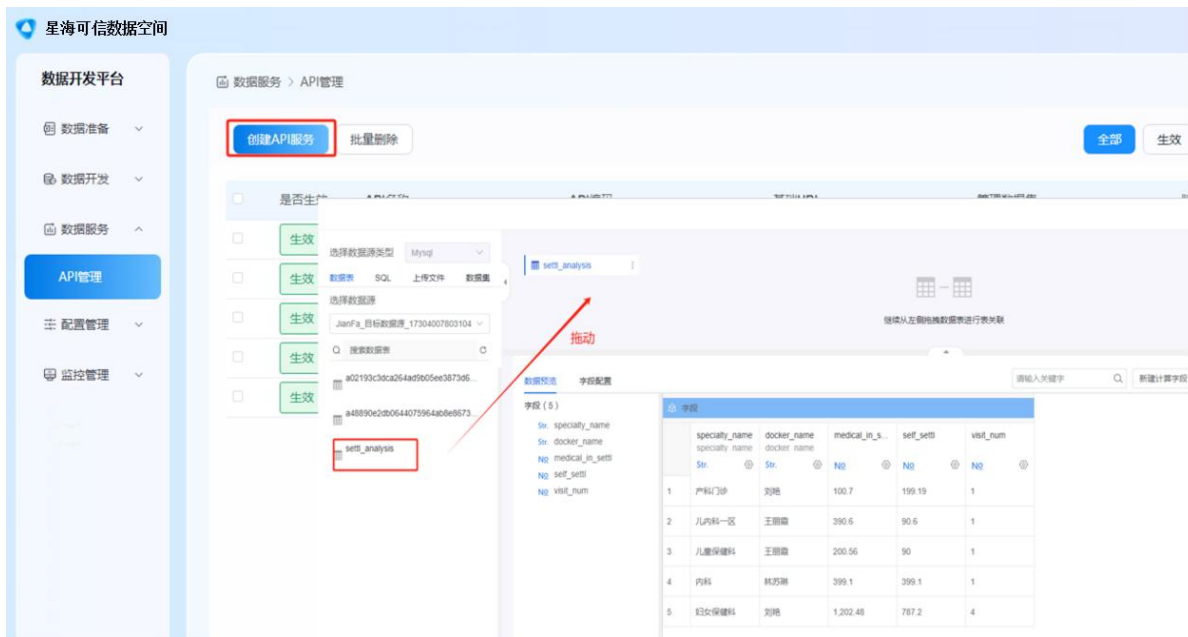 星海可信数据空间
数据开发平台
数据准备
数据开发
数据服务
API管理
配置管理
监控管理
数据服务 > API管理
创建API服务 批量删除
全部 生效
是否生效
生效
生效
生效
生效
生效
选择数据源类型 Mysql
数据表 SQL 上传文件 数据集
选择数据源
JianFa_目标数据源_17304007803104
搜索数据表
a02193c3dca264ad9b05ee3873d6...
a48890e2db0644075964ab8e8673...
settl_analysis
settl_analysis
拖动
继续从左侧拖拽数据表进行表关联
数据预览 字段配置
请输入关键字 新建计算字段
字段 ( 5 )
Str. specialty_name
Str. docker_name
No medical_in_settl
No self_settl
No visit_num
字段
specialty_name docker_name medical_in_s... self_settl visit_num
specialty name docker name
Str. Str. No No No
1 产科门诊 刘艳 100.7 199.19 1
2 儿内科一区 王丽霞 390.6 90.6 1
3 儿童保健科 王丽霞 200.56 90 1
4 内科 林苏琳 399.1 399.1 1
5 妇女保健科 刘艳 1,202.48 787.2 4